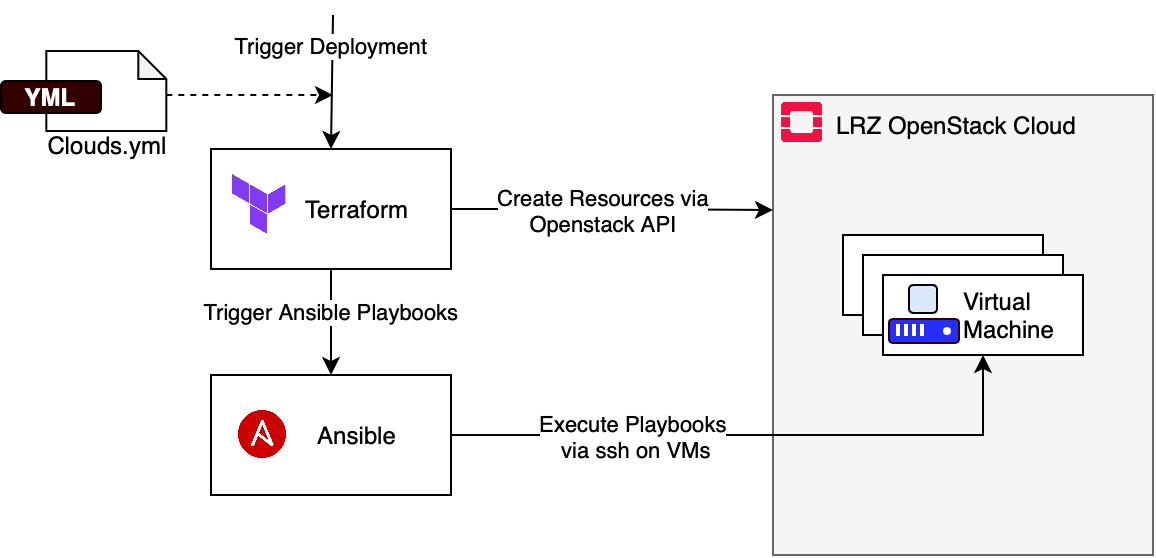 Trigger Deployment
YML
Clouds.yml
LRZ OpenStack Cloud
Terraform
Create Resources via
Openstack API
Trigger Ansible Playbooks
Virtual
Machine
Ansible
Execute Playbooks
via ssh on VMs